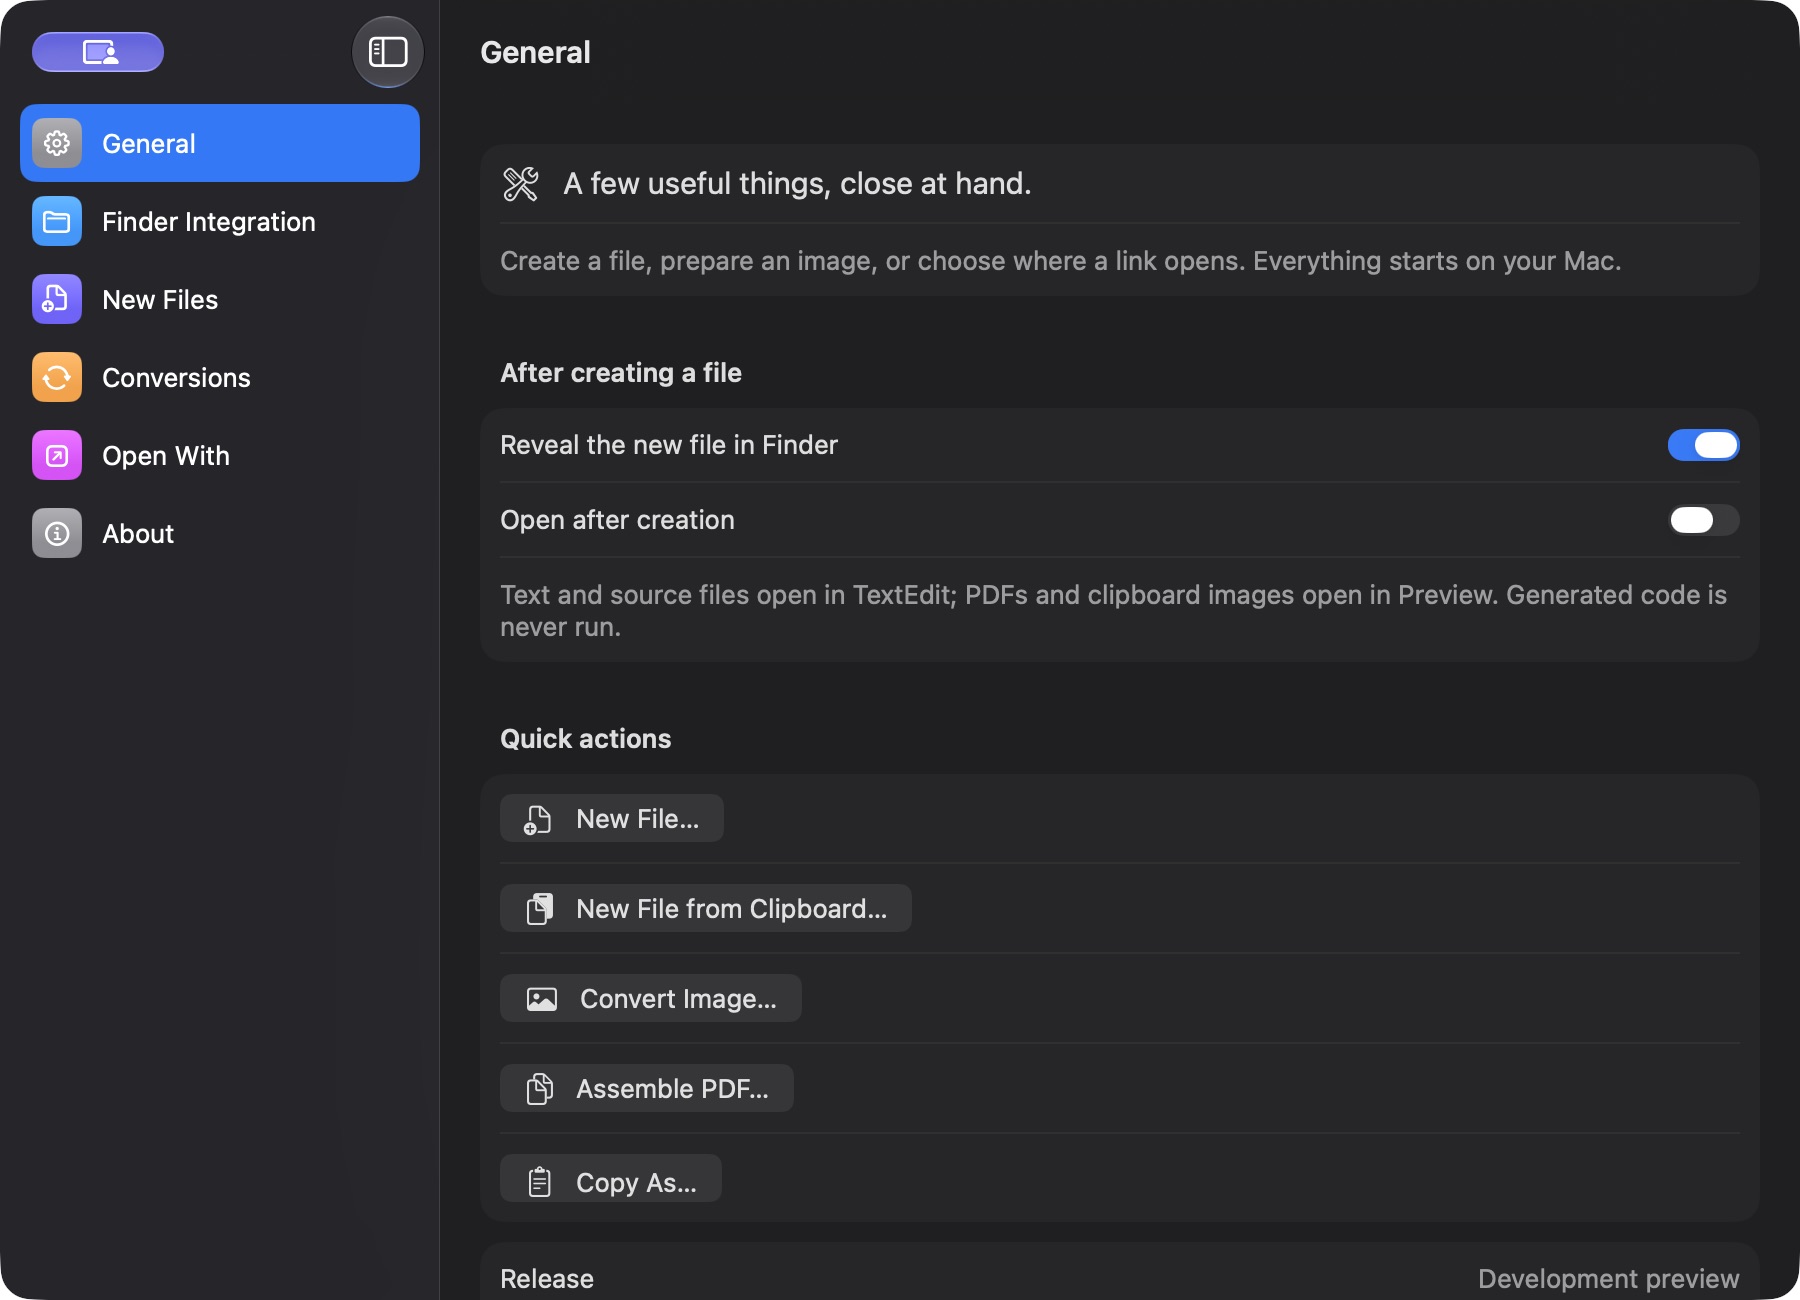 General
Finder Integration
New Files
Conversions
Open With
About
General
A few useful things, close at hand.
Create a file, prepare an image, or choose where a link opens. Everything starts on your Mac.
After creating a file
Reveal the new file in Finder
Open after creation
Text and source files open in TextEdit; PDFs and clipboard images open in Preview. Generated code is
never run.
Quick actions
New File...
New File from Clipboard...
Convert Image...
Assemble PDF...
Copy As...
Release
Development preview